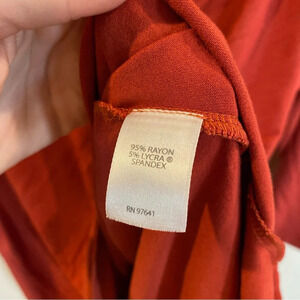 95% RAYON
5% LYCRA ®
SPANDEX
RN 97641